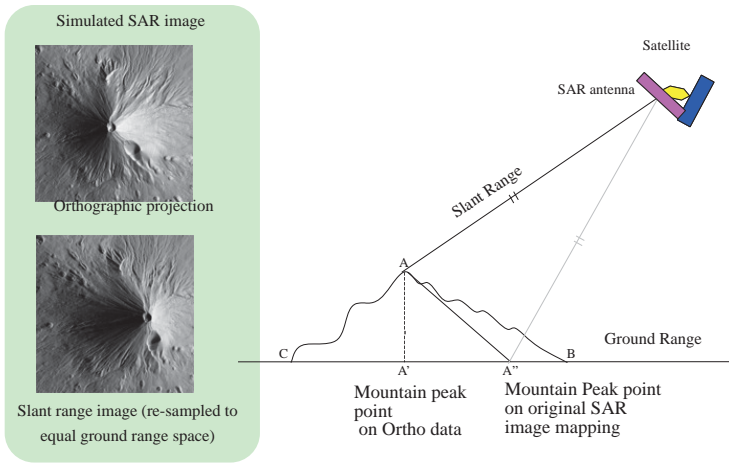 Simulated SAR image
Orthographic projection
Slant range image (re-sampled to
equal ground range space)
Satellite
SAR antenna
Slant Range
A
C
B
Ground Range
A'
A''
Mountain peak
point
on Ortho data
Mountain Peak point
on original SAR
image mapping